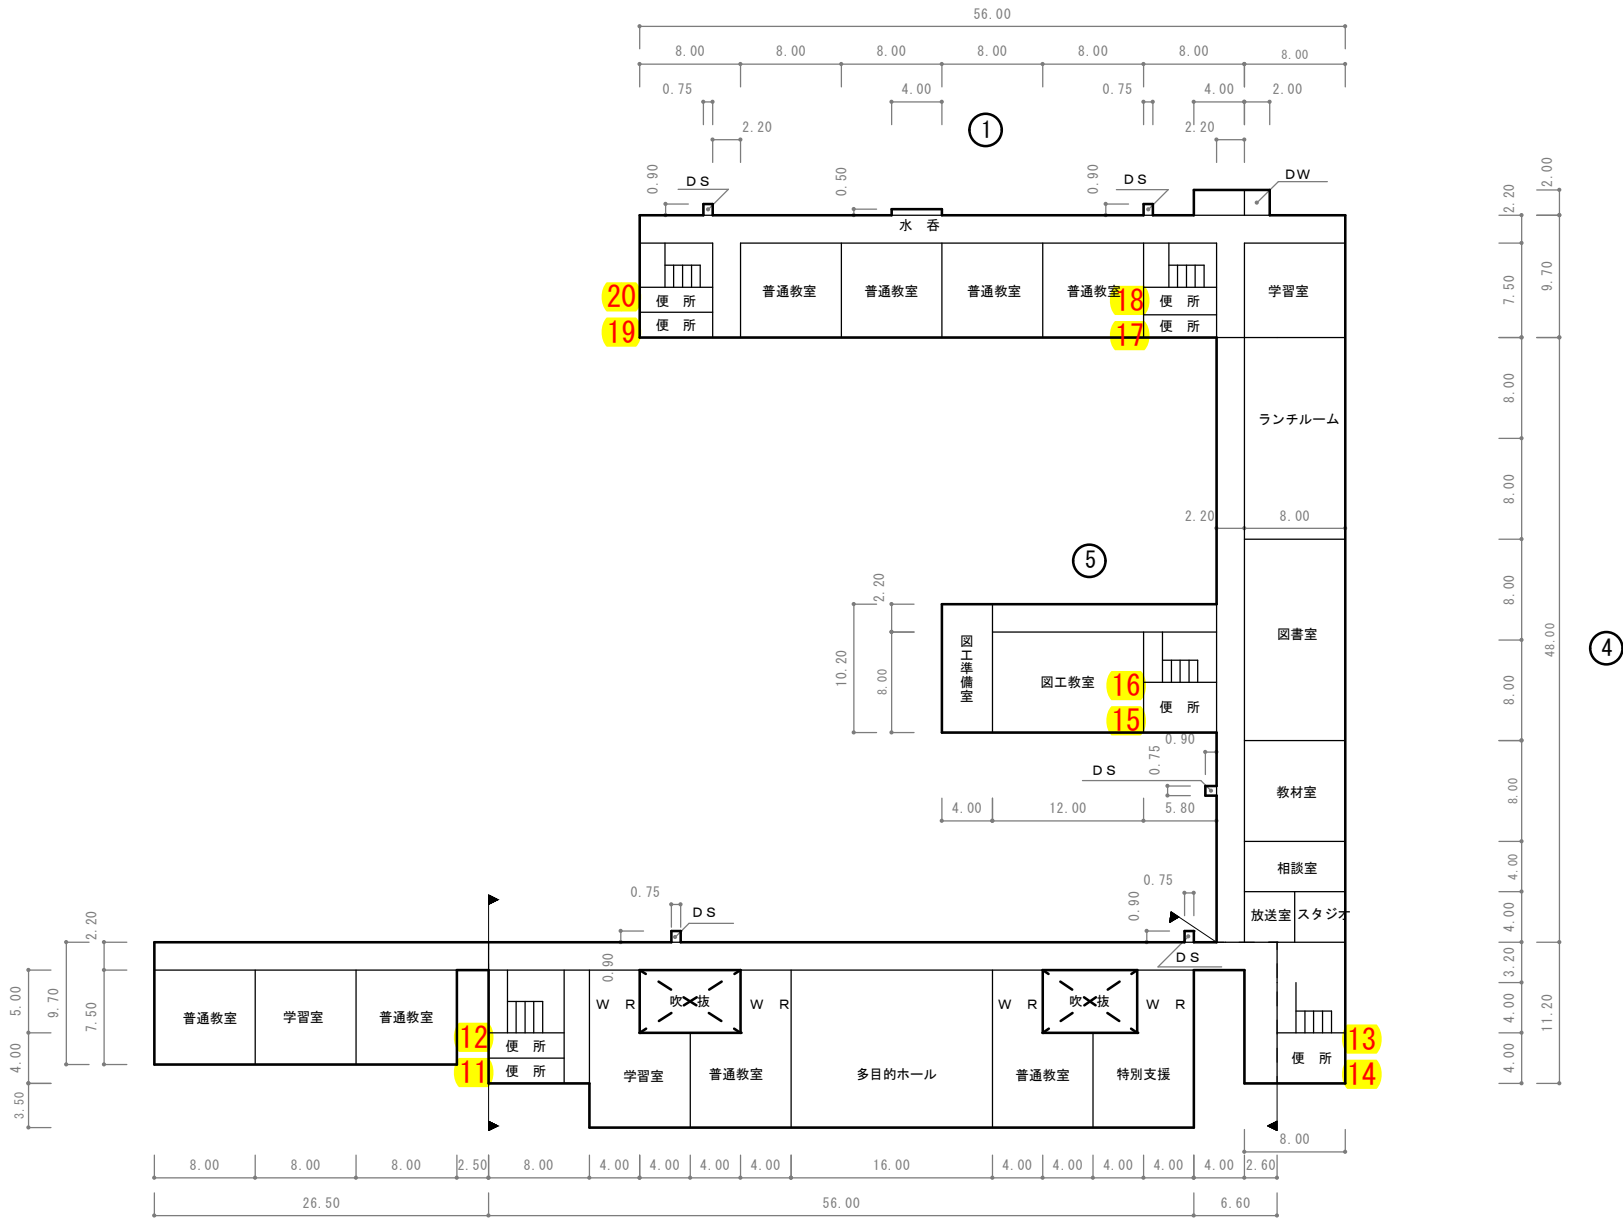 56.00
8.00 8.00 8.00 8.00 8.00 8.00 8.00
0.75 4.00 0.75 4.00 2.00
2.20 ① 2.20
0.90 DS 0.50 0.90 DS DW 2.20 2.00
水 呑
普通教室 普通教室 普通教室 普通教室 学習室 7.50 9.70
20 便 所 18 便 所
19 便 所 17 便 所
8.00
ランチルーム
8.00
2.20 8.00
⑤
2.20 8.00
図工準備室 図書室 48.00 ④
10.20 8.00 図工教室 16 便 所 8.00
15
0.90
0.75
DS 教材室 8.00
4.00 12.00 5.80
相談室 4.00
0.75 0.75
0.90 放送室 スタジオ 4.00
2.20 DS
DS 3.20
0.90
5.00 9.70 7.50 W R 吹 抜 W R W R 吹 抜 W R 4.00 11.20
普通教室 学習室 普通教室
12 便 所 13
4.00 11 便 所 学習室 普通教室 多目的ホール 普通教室 特別支援 便 所 14 4.00
3.50
8.00
8.00 8.00 8.00 2.50 8.00 4.00 4.00 4.00 4.00 16.00 4.00 4.00 4.00 4.00 4.00 2.60
26.50 56.00 6.60